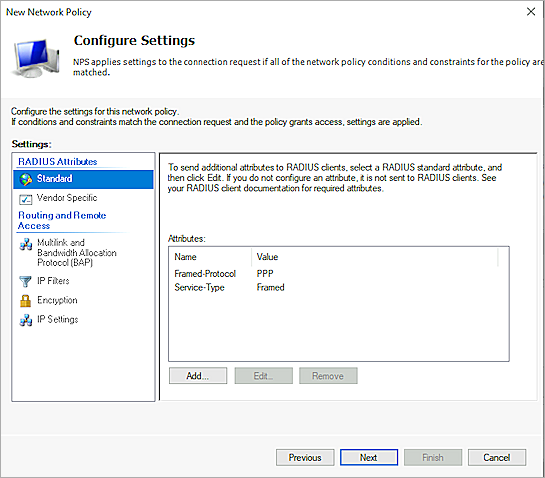 New Network Policy
Configure Settings
NPS applies settings to the connection request if all of the network policy conditions and constraints for the policy are
matched.
Configure the settings for this network policy.
If conditions and constraints match the connection request and the policy grants access, settings are applied.
Settings:
RADIUS Attributes
Standard
Vendor Specific
Routing and Remote
Access
Multilink and
Bandwidth Allocation
Protocol (BAP)
IP Filters
Encryption
IP Settings
To send additional attributes to RADIUS clients, select a RADIUS standard attribute, and
then click Edit. If you do not configure an attribute, it is not sent to RADIUS clients. See
your RADIUS client documentation for required attributes.
Attributes:
Name Value
Framed-Protocol PPP
Service-Type Framed
Add... Edit... Remove
Previous Next Finish Cancel